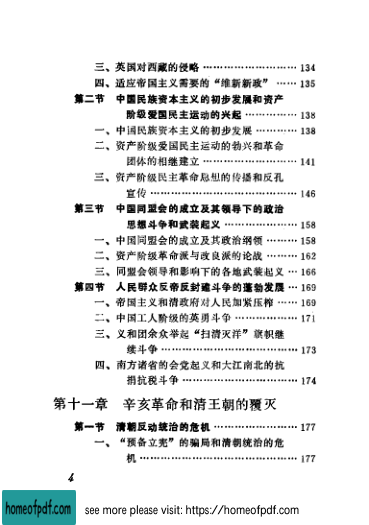 三、英国对西藏的侵略 …………………… 134
四、适应帝国主义需要的“维新新政” …… 135
第二节 中国民族资本主义的初步发展和资产
阶级爱国民主运动的兴起 ………… 138
一、中国民族资本主义的初步发展 ……… 138
二、资产阶级爱国民主运动的勃兴和革命
团体的相继建立 …………………… 141
三、资产阶级民主革命思想的传播和反孔
宣传 ………………………………… 146
第三节 中国同盟会的成立及其领导下的政治
思想斗争和武装起义 ……………… 158
一、中国同盟会的成立及其政治纲领 …… 158
二、资产阶级革命派与改良派的论战 …… 162
三、同盟会领导和影响下的各地武装起义 … 166
第四节 人民群众反帝反封建斗争的蓬勃发展 … 169
一、帝国主义和清政府对人民加紧压榨 …… 169
二、中国工人阶级的英勇斗争 …………… 171
三、义和团余众举起“扫清灭洋”旗帜继
续斗争 ……………………………… 173
四、南方诸省的会党起义和大江南北的抗
捐抗税斗争 ………………………… 174
第十一章 辛亥革命和清王朝的覆灭
第一节 清朝反动统治的危机 ……………… 177
一、“预备立宪”的骗局和清朝统治的危
机 …………………………………… 177
4
homeofpdf.com see more please visit: https://homeofpdf.com